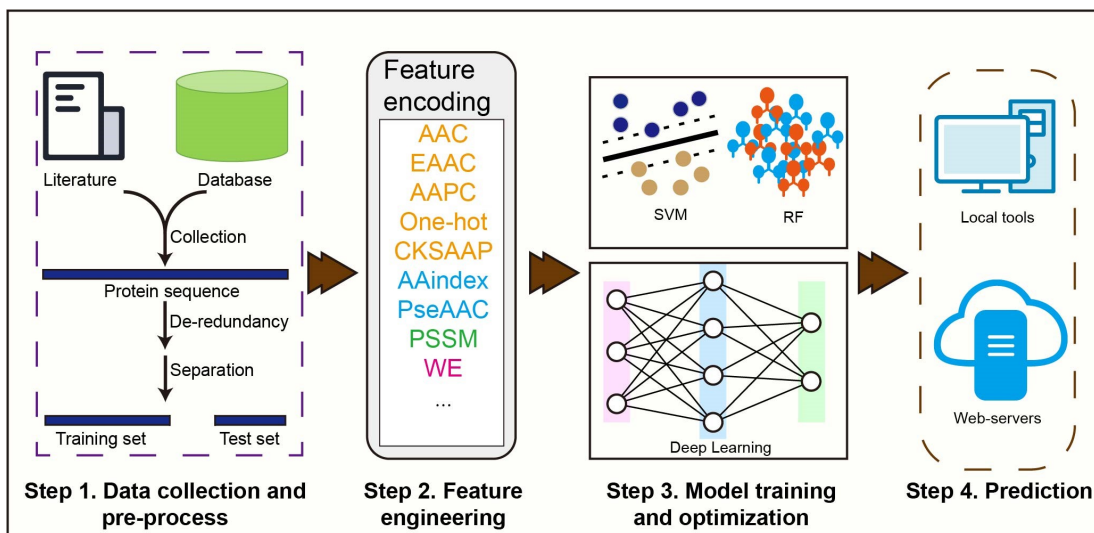 Literature
Database
Collection
Protein sequence
De-redundancy
Separation
Training set
Test set
Step 1. Data collection and
pre-process
Feature
encoding
AAC
EAAC
AAPC
One-hot
CKSAAP
AAindex
PseAAC
PSSM
WE
...
Step 2. Feature
engineering
SVM
RF
Deep Learning
Step 3. Model training
and optimization
Local tools
Web-servers
Step 4. Prediction